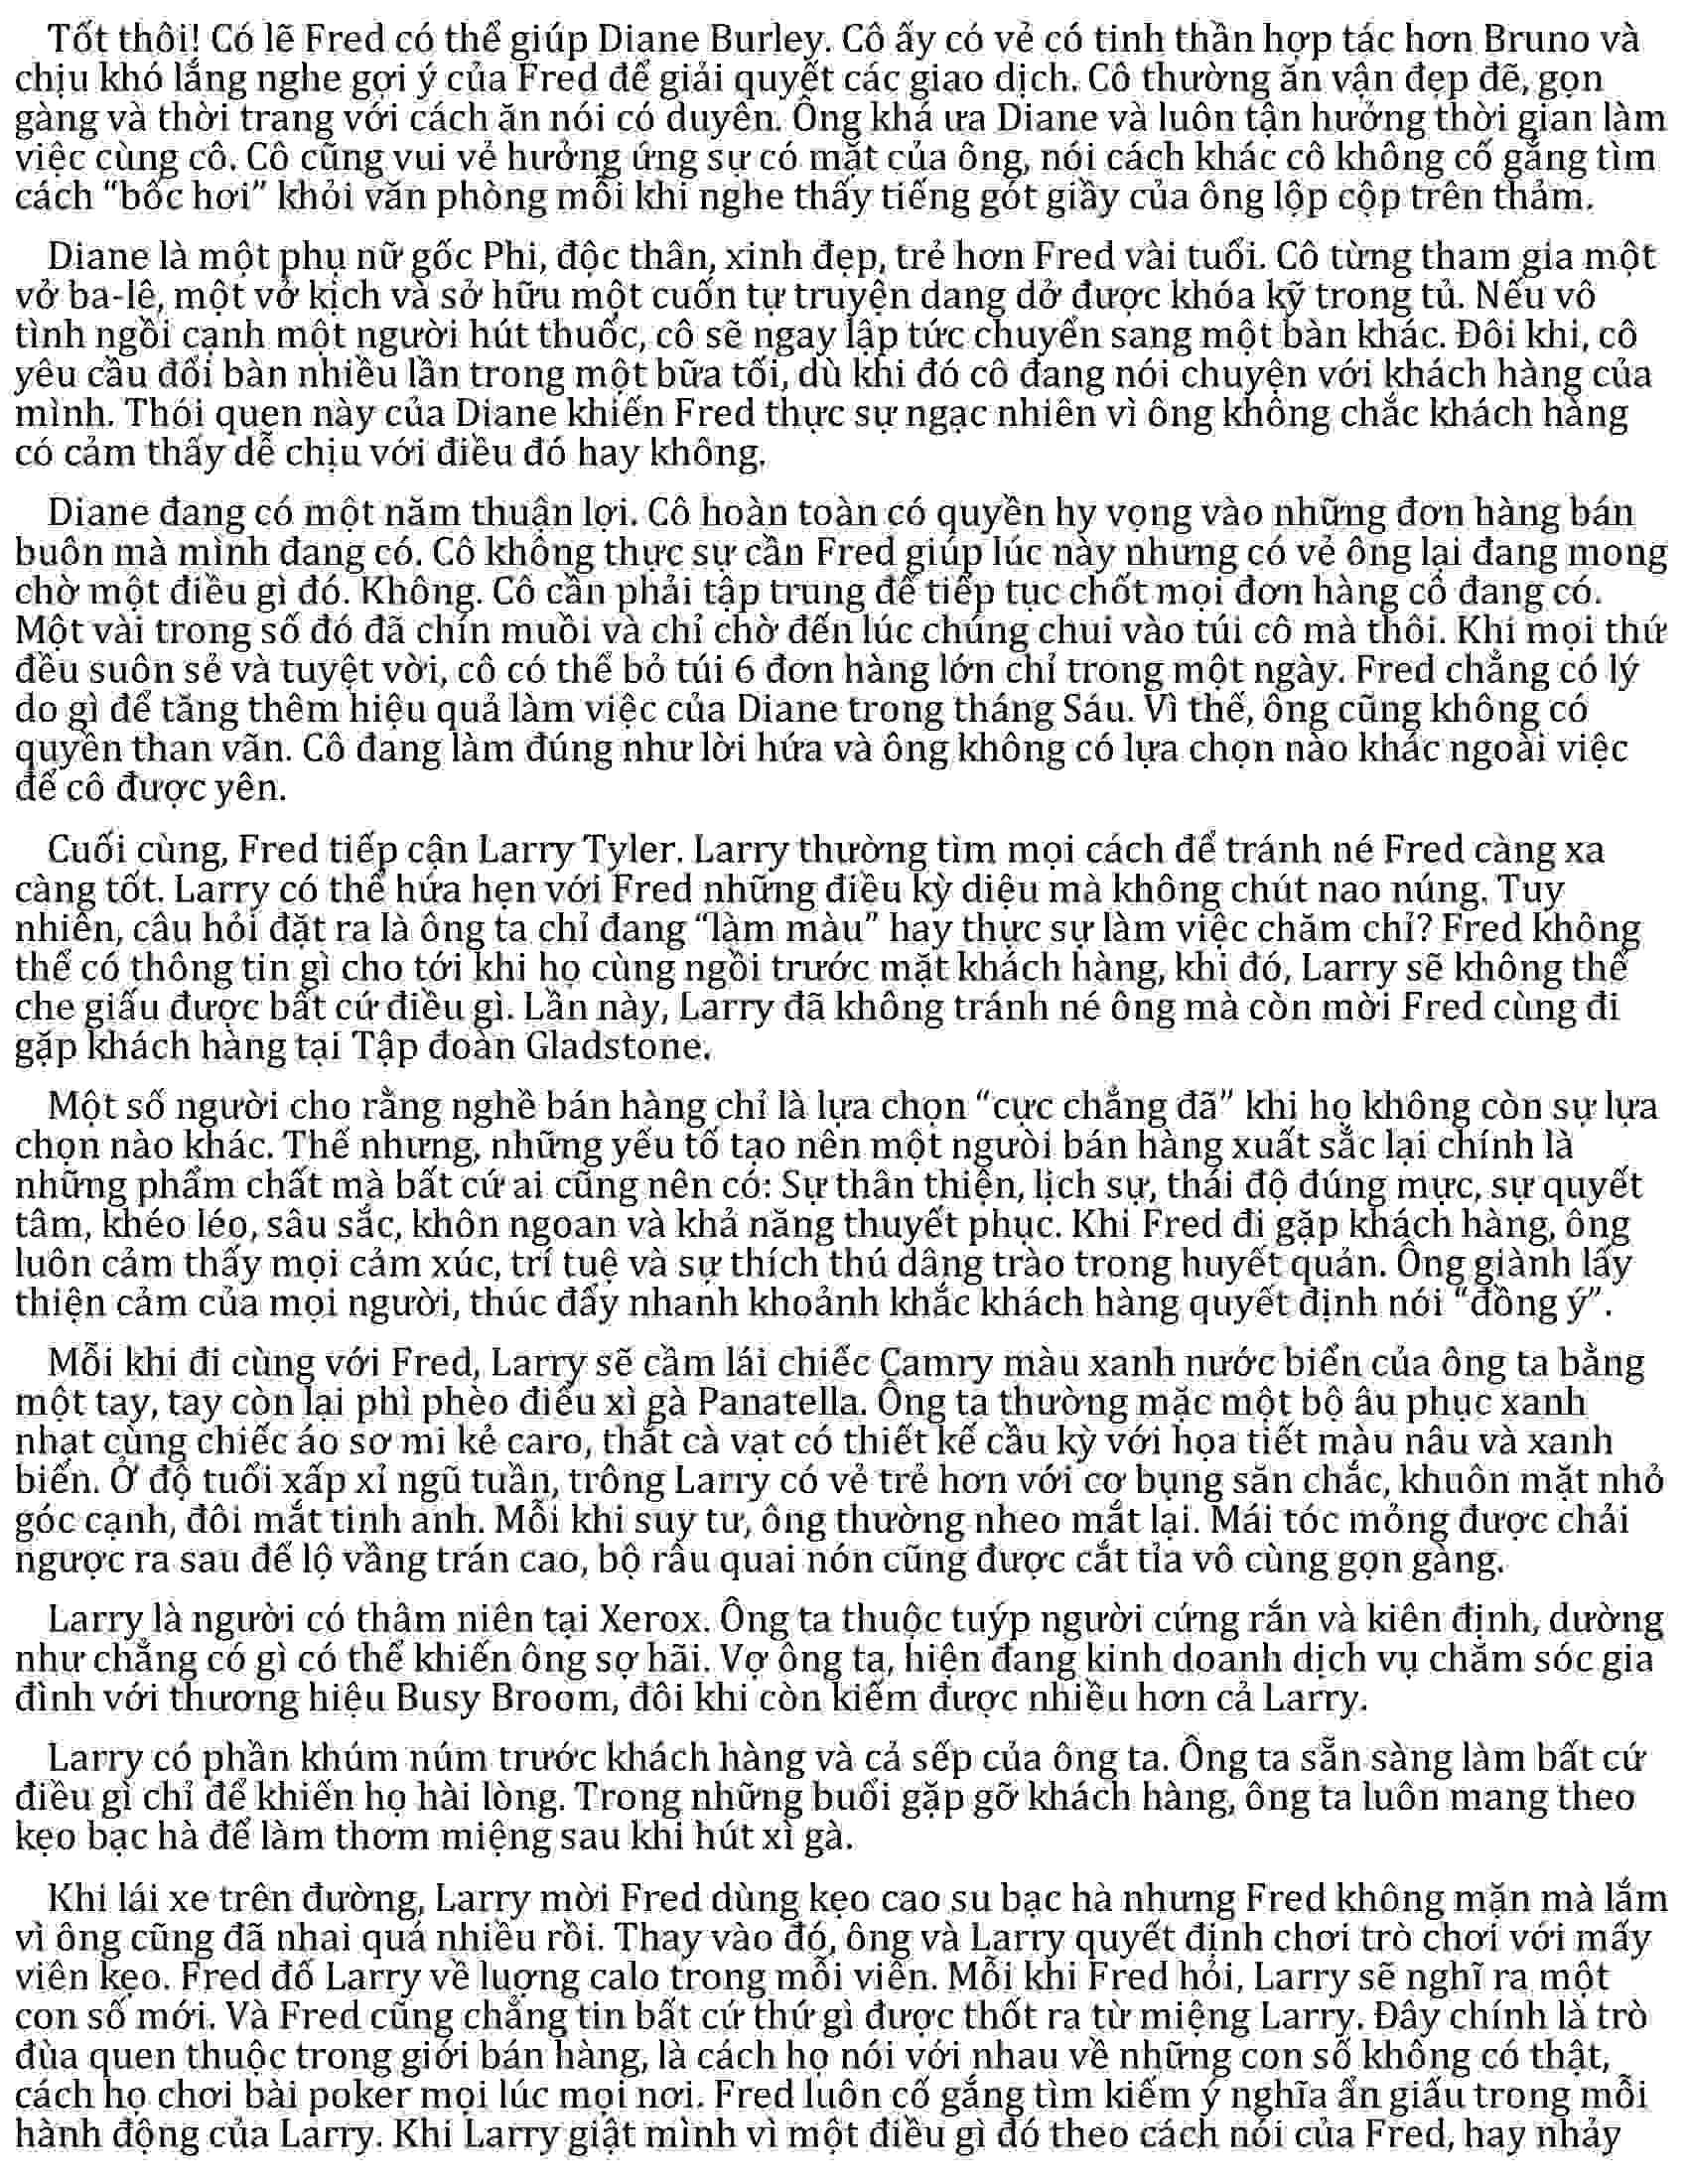 Tốt thôi! Có lẽ Fred có thể giúp Diane Burley. Cô ấy có vẻ có tinh thần hợp tác hơn Bruno và
chịu khó lắng nghe gợi ý của Fred để giải quyết các giao dịch. Cô thường ăn vận đẹp đẽ, gọn
gàng và thời trang với cách ăn nói có duyên. Ông khá ưa Diane và luôn tận hưởng thời gian làm
việc cùng cô. Cô cũng vui vẻ hưởng ứng sự có mặt của ông, nói cách khác cô không cố gắng tìm
cách “bốc hơi” khỏi văn phòng mỗi khi nghe thấy tiếng gót giầy của ông lộp cộp trên thảm.
Diane là một phụ nữ gốc Phi, độc thân, xinh đẹp, trẻ hơn Fred vài tuổi. Cô từng tham gia một
vở ba-lê, một vở kịch và sở hữu một cuốn tự truyện dang dở được khóa kỹ trong tủ. Nếu vô
tình ngồi cạnh một người hút thuốc, cô sẽ ngay lập tức chuyển sang một bàn khác. Đôi khi, cô
yêu cầu đổi bàn nhiều lần trong một bữa tối, dù khi đó cô đang nói chuyện với khách hàng của
mình. Thói quen này của Diane khiến Fred thực sự ngạc nhiên vì ông không chắc khách hàng
có cảm thấy dễ chịu với điều đó hay không.
Diane đang có một năm thuận lợi. Cô hoàn toàn có quyền hy vọng vào những đơn hàng bán
buôn mà mình đang có. Cô không thực sự cần Fred giúp lúc này nhưng có vẻ ông lại đang mong
chờ một điều gì đó. Không. Cô cần phải tập trung để tiếp tục chốt mọi đơn hàng cô đang có.
Một vài trong số đó đã chín muồi và chỉ chờ đến lúc chúng chui vào túi cô mà thôi. Khi mọi thứ
đều suôn sẻ và tuyệt vời, cô có thể bỏ túi 6 đơn hàng lớn chỉ trong một ngày. Fred chẳng có lý
do gì để tăng thêm hiệu quả làm việc của Diane trong tháng Sáu. Vì thế, ông cũng không có
quyền than vãn. Cô đang làm đúng như lời hứa và ông không có lựa chọn nào khác ngoài việc
để cô được yên.
Cuối cùng, Fred tiếp cận Larry Tyler. Larry thường tìm mọi cách để tránh né Fred càng xa
càng tốt. Larry có thể hứa hẹn với Fred những điều kỳ diệu mà không chút nao núng. Tuy
nhiên, câu hỏi đặt ra là ông ta chỉ đang “làm màu” hay thực sự làm việc chăm chỉ? Fred không
thể có thông tin gì cho tới khi họ cùng ngồi trước mặt khách hàng, khi đó, Larry sẽ không thể
che giấu được bất cứ điều gì. Lần này, Larry đã không tránh né ông mà còn mời Fred cùng đi
gặp khách hàng tại Tập đoàn Gladstone.
Một số người cho rằng nghề bán hàng chỉ là lựa chọn “cực chẳng đã” khi họ không còn sự lựa
chọn nào khác. Thế nhưng, những yếu tố tạo nên một người bán hàng xuất sắc lại chính là
những phẩm chất mà bất cứ ai cũng nên có: Sự thân thiện, lịch sự, thái độ đúng mực, sự quyết
tâm, khéo léo, sâu sắc, khôn ngoan và khả năng thuyết phục. Khi Fred đi gặp khách hàng, ông
luôn cảm thấy mọi cảm xúc, trí tuệ và sự thích thú dâng trào trong huyết quản. Ông giành lấy
thiện cảm của mọi người, thúc đẩy nhanh khoảnh khắc khách hàng quyết định nói “đồng ý”.
Mỗi khi đi cùng với Fred, Larry sẽ cầm lái chiếc Camry màu xanh nước biển của ông ta bằng
một tay, tay còn lại phì phèo điếu xì gà Panatella. Ông ta thường mặc một bộ âu phục xanh
nhạt cùng chiếc áo sơ mi kẻ caro, thắt cà vạt có thiết kế cầu kỳ với họa tiết màu nâu và xanh
biển. Ở độ tuổi xấp xỉ ngũ tuần, trông Larry có vẻ trẻ hơn với cơ bụng săn chắc, khuôn mặt nhỏ
góc cạnh, đôi mắt tinh anh. Mỗi khi suy tư, ông thường nheo mắt lại. Mái tóc mỏng được chải
ngược ra sau để lộ vầng trán cao, bộ râu quai nón cũng được cắt tỉa vô cùng gọn gàng.
Larry là người có thâm niên tại Xerox. Ông ta thuộc tuýp người cứng rắn và kiên định, dường
như chẳng có gì có thể khiến ông sợ hãi. Vợ ông ta, hiện đang kinh doanh dịch vụ chăm sóc gia
đình với thương hiệu Busy Broom, đôi khi còn kiếm được nhiều hơn cả Larry.
Larry có phần khúm núm trước khách hàng và cả sếp của ông ta. Ông ta sẵn sàng làm bất cứ
điều gì chỉ để khiến họ hài lòng. Trong những buổi gặp gỡ khách hàng, ông ta luôn mang theo
kẹo bạc hà để làm thơm miệng sau khi hút xì gà.
Khi lái xe trên đường, Larry mời Fred dùng kẹo cao su bạc hà nhưng Fred không mặn mà lắm
vì ông cũng đã nhai quá nhiều rồi. Thay vào đó, ông và Larry quyết định chơi trò chơi với mấy
viên kẹo. Fred đố Larry về lượng calo trong mỗi viên. Mỗi khi Fred hỏi, Larry sẽ nghĩ ra một
con số mới. Và Fred cũng chẳng tin bất cứ thứ gì được thốt ra từ miệng Larry. Đây chính là trò
đùa quen thuộc trong giới bán hàng, là cách họ nói với nhau về những con số không có thật,
cách họ chơi bài poker mọi lúc mọi nơi. Fred luôn cố gắng tìm kiếm ý nghĩa ẩn giấu trong mỗi
hành động của Larry. Khi Larry giật mình vì một điều gì đó theo cách nói của Fred, hay nhảy